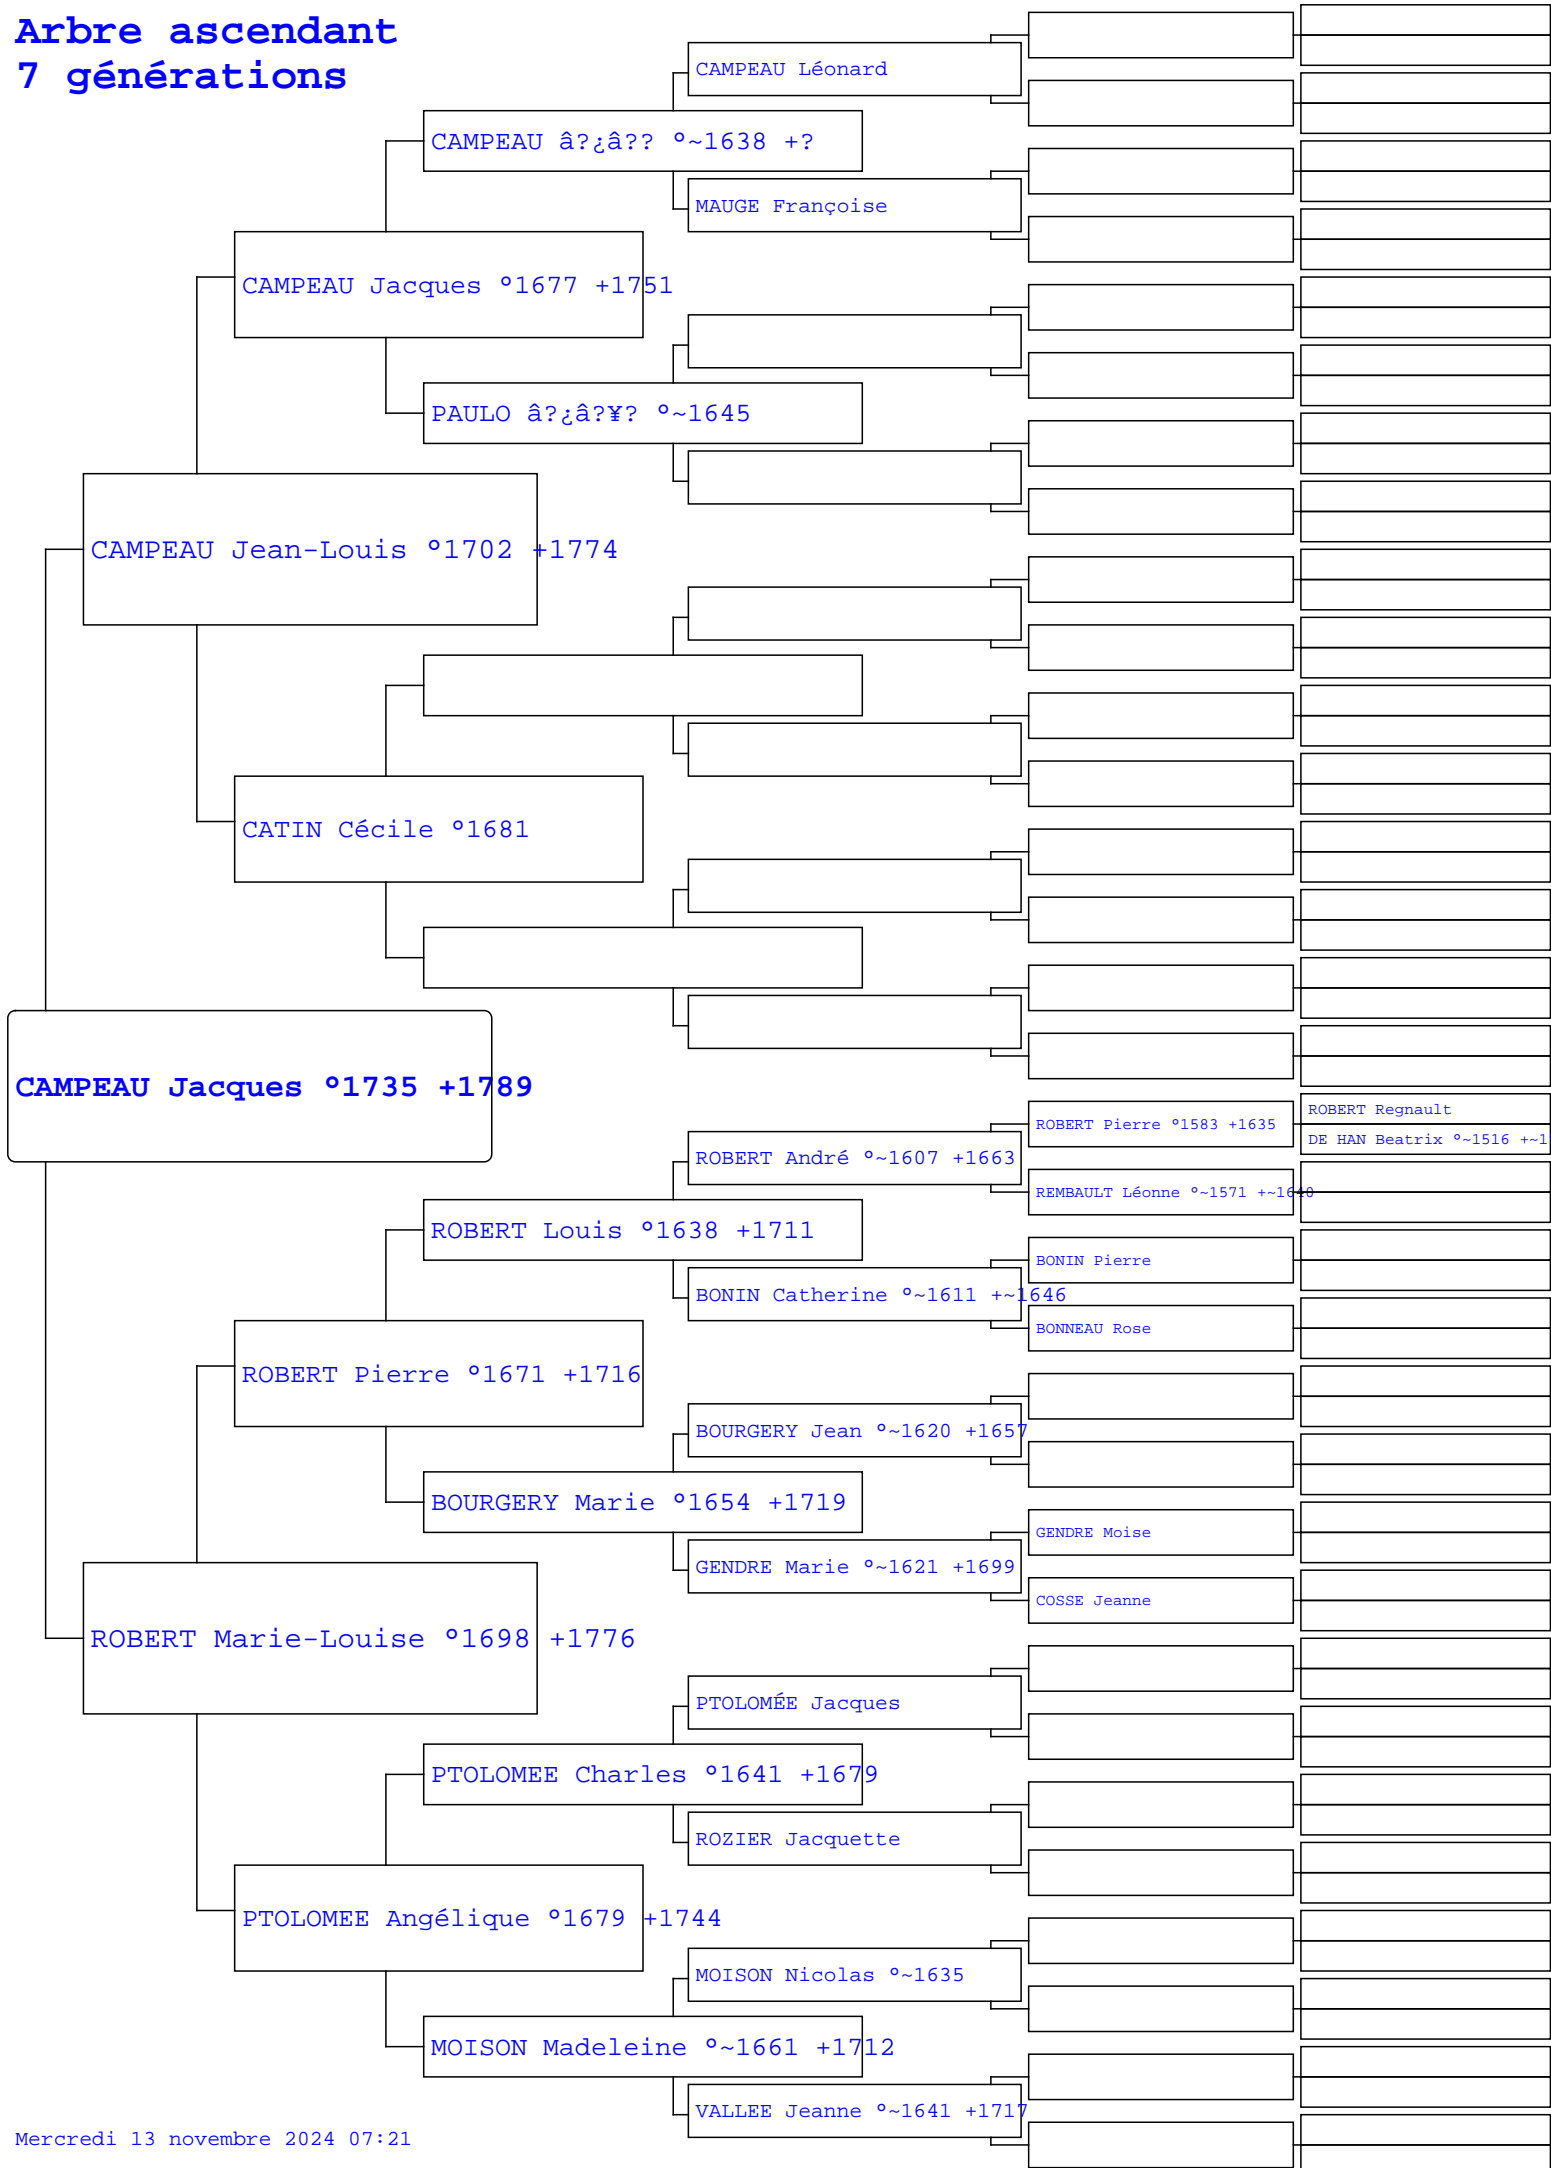 Arbre ascendant
7 générations
CAMPEAU Léonard
CAMPEAU â?¿â?? °~1638 +?
MAUGE Françoise
CAMPEAU Jacques °1677 +1751
PAULO â?¿â?¥? °~1645
CAMPEAU Jean-Louis °1702 +1774
CATIN Cécile °1681
CAMPEAU Jacques °1735 +1789
ROBERT Regnault
ROBERT Pierre °1583 +1635
DE HAN Beatrix °~1516 +~1
ROBERT André °~1607 +1663
REMBAULT Léonne °~1571 +~1640
ROBERT Louis °1638 +1711
BONIN Pierre
BONIN Catherine °~1611 +~1646
BONNEAU Rose
ROBERT Pierre °1671 +1716
BOURGERY Jean °~1620 +1657
BOURGERY Marie °1654 +1719
GENDRE Moise
GENDRE Marie °~1621 +1699
COSSE Jeanne
ROBERT Marie-Louise °1698 +1776
PTOLOMÉE Jacques
PTOLOMEE Charles °1641 +1679
ROZIER Jacquette
PTOLOMEE Angélique °1679 +1744
MOISON Nicolas °~1635
MOISON Madeleine °~1661 +1712
VALLEE Jeanne °~1641 +1717
Mercredi 13 novembre 2024 07:21